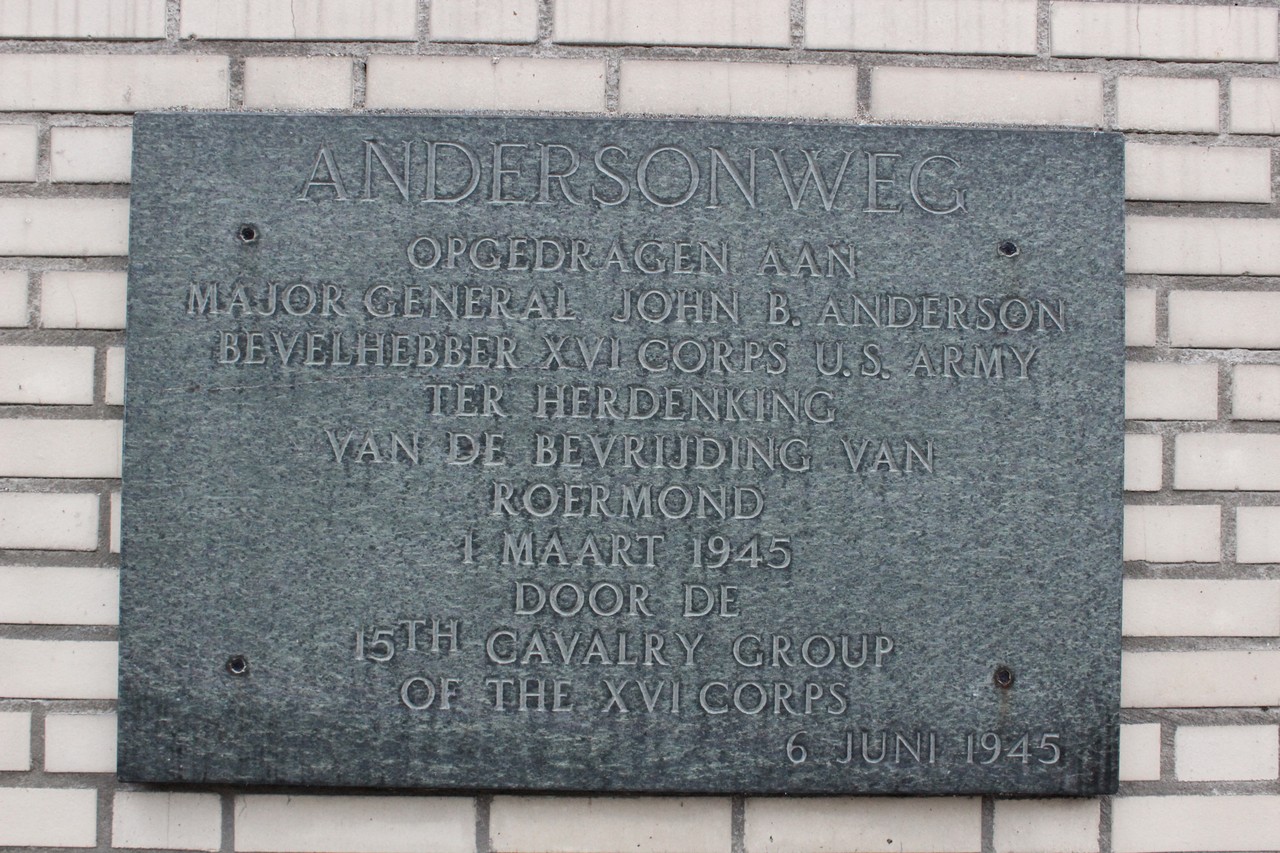 ANDERSONWEG
OPGEDRAGEN AAN
MAJOR GENERAL JOHN B. ANDERSON
BEVELHEBBER XVI CORPS U.S. ARMY
TER HERDENKING
VAN DE BEVRIJDING VAN
ROERMOND
1 MAART 1945
DOOR DE
15TH CAVALRY GROUP
OF THE XVI CORPS
6 JUNI 1945